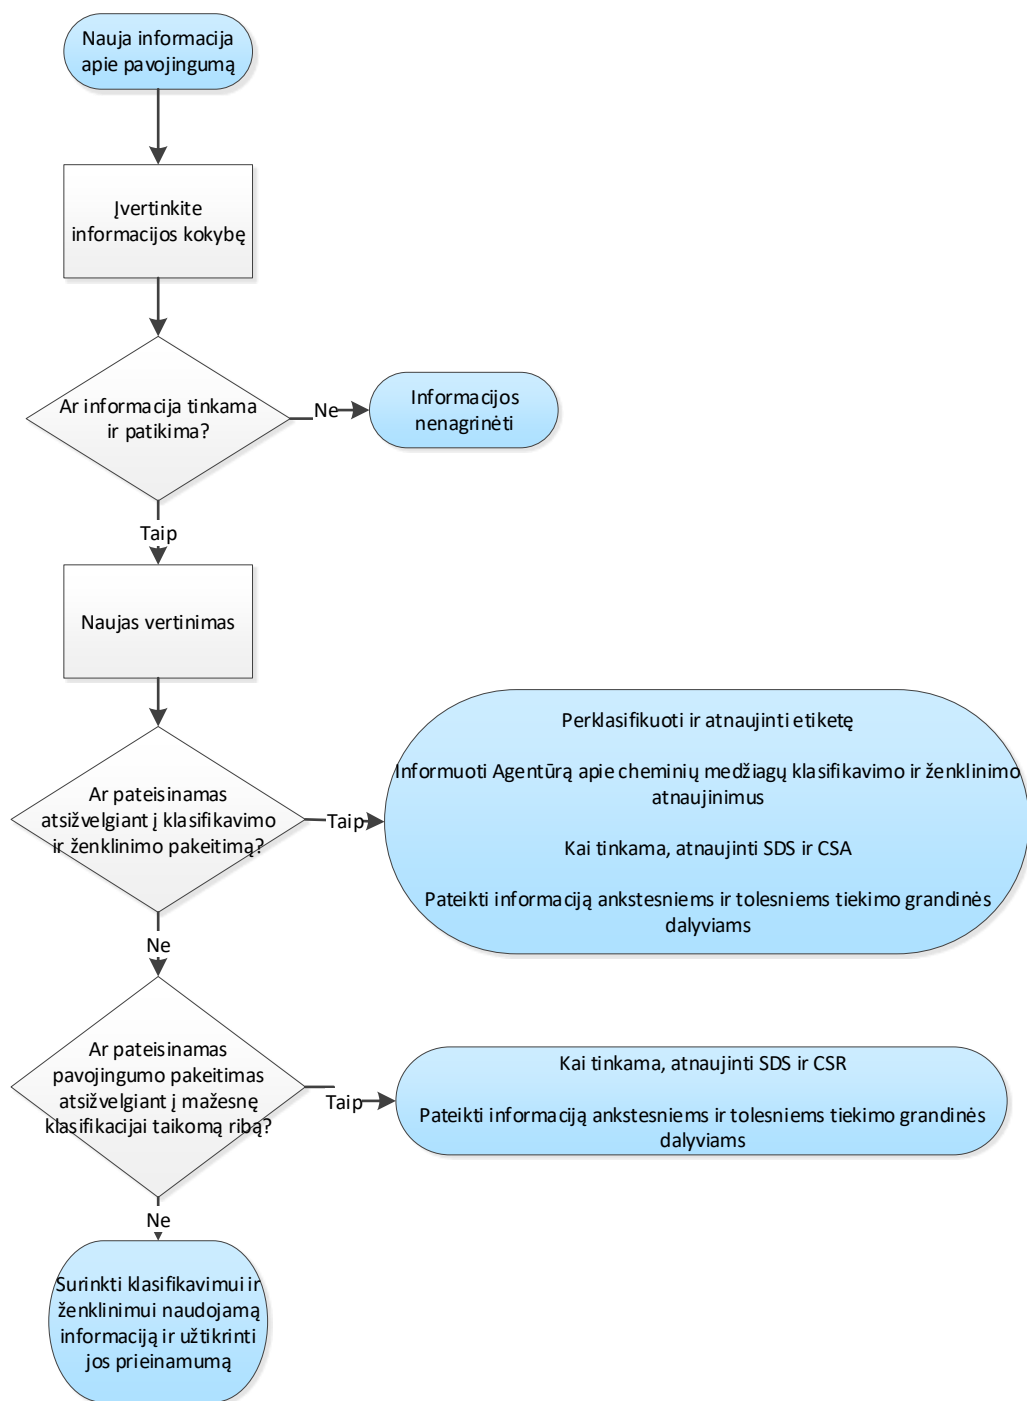 Nauja informacija
apie pavojingumą
Įvertinkite
informacijos kokybę
Ar informacija tinkama
ir patikima?
Ne
Informacijos
nenagrinėti
Taip
Naujas vertinimas
Ar pateisinamas
atsižvelgiant į klasifikavimo
ir ženklinimo pakeitimą?
Taip
Perklasifikuoti ir atnaujinti etiketę
Informuoti Agentūrą apie cheminių medžiagų klasifikavimo ir ženklinimo
atnaujinimus
Kai tinkama, atnaujinti SDS ir CSA
Pateikti informaciją ankstesniems ir tolesniems tiekimo grandinės
dalyviams
Ne
Ar pateisinamas
pavojingumo pakeitimas
atsižvelgiant į mažesnę
klasifikacijai taikomą ribą?
Taip
Kai tinkama, atnaujinti SDS ir CSR
Pateikti informaciją ankstesniems ir tolesniems tiekimo grandinės
dalyviams
Ne
Surinkti klasifikavimui ir
ženklinimui naudojamą
informaciją ir užtikrinti
jos prieinamumą